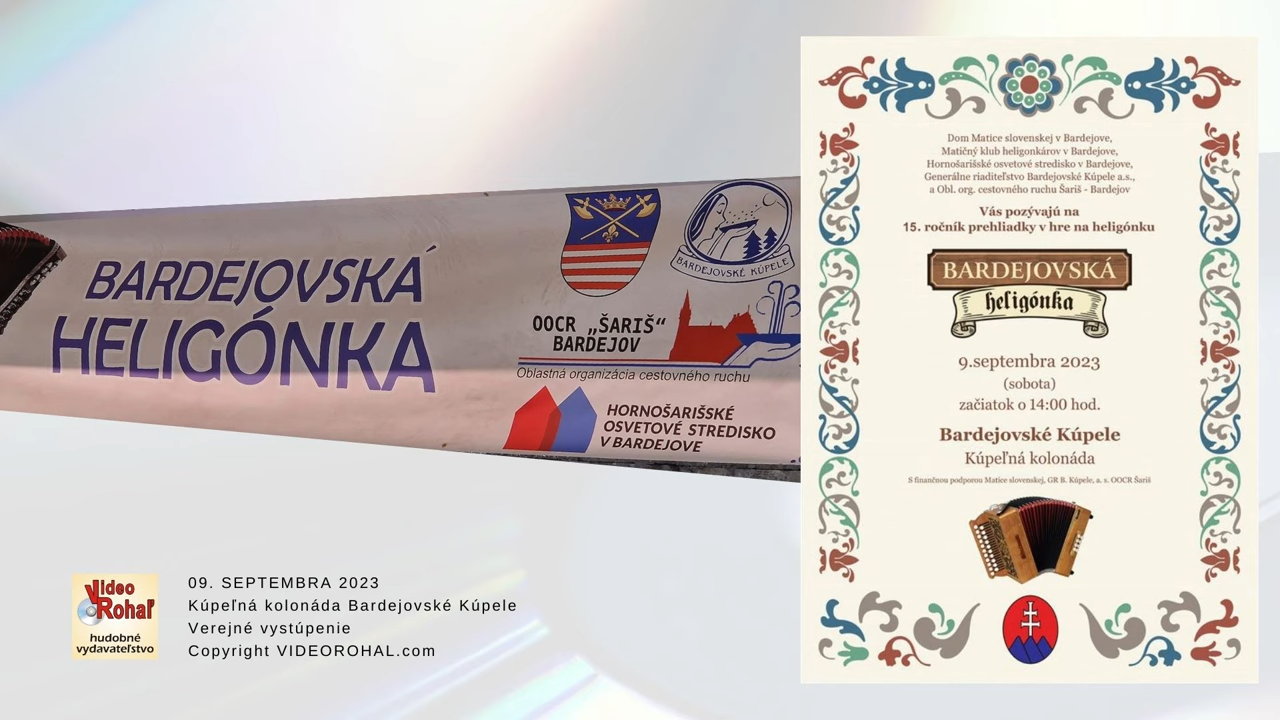 BARDEJOVSKÁ
HELIGÓNKA
BARDEJOVSKÉ KÚPELE
OOCR „ŠARIŠ“
BARDEJOV
Oblastná organizácia cestovného ruchu
HORNOŠARIŠSKÉ
OSVETOVÉ STREDISKO
V BARDEJOVE
Video
Rohaľ
hudobné
vydavateľstvo
09. SEPTEMBRA 2023
Kúpeľná kolonáda Bardejovské Kúpele
Verejné vystúpenie
Copyright VIDEOROHAL.com
Dom Matice slovenskej v Bardejove,
Matičný klub heligonkárov v Bardejove,
Hornošarišské osvetové stredisko v Bardejove,
Generálne riaditeľstvo Bardejovské Kúpele a.s.,
a Obl. org. cestovného ruchu Šariš - Bardejov
Vás pozývajú na
15. ročník prehliadky v hre na heligónku
BARDEJOVSKÁ
heligónka
9.septembra 2023
(sobota)
začiatok o 14:00 hod.
Bardejovské Kúpele
Kúpeľná kolonáda
S finančnou podporou Matice slovenskej, GR B. Kúpele, a. s. OOCR Šariš